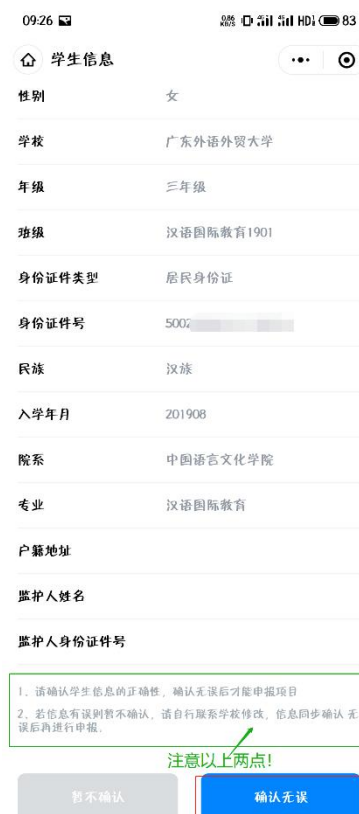 09:26 0.86 KB/S HD 83
学生信息
性别 女
学校 广东外语外贸大学
年级 三年级
班级 汉语国际教育1901
身份证件类型 居民身份证
身份证件号 5002
民族 汉族
入学年月 201908
院系 中国语言文化学院
专业 汉语国际教育
户籍地址
监护人姓名
监护人身份证件号
1、请确认学生信息的正确性，确认无误后才能申报项目
2、若信息有误则暂不确认，请自行联系学校修改，信息同步确认 无
误后再进行申报。
注意以上两点!
暂不确认 确认无误